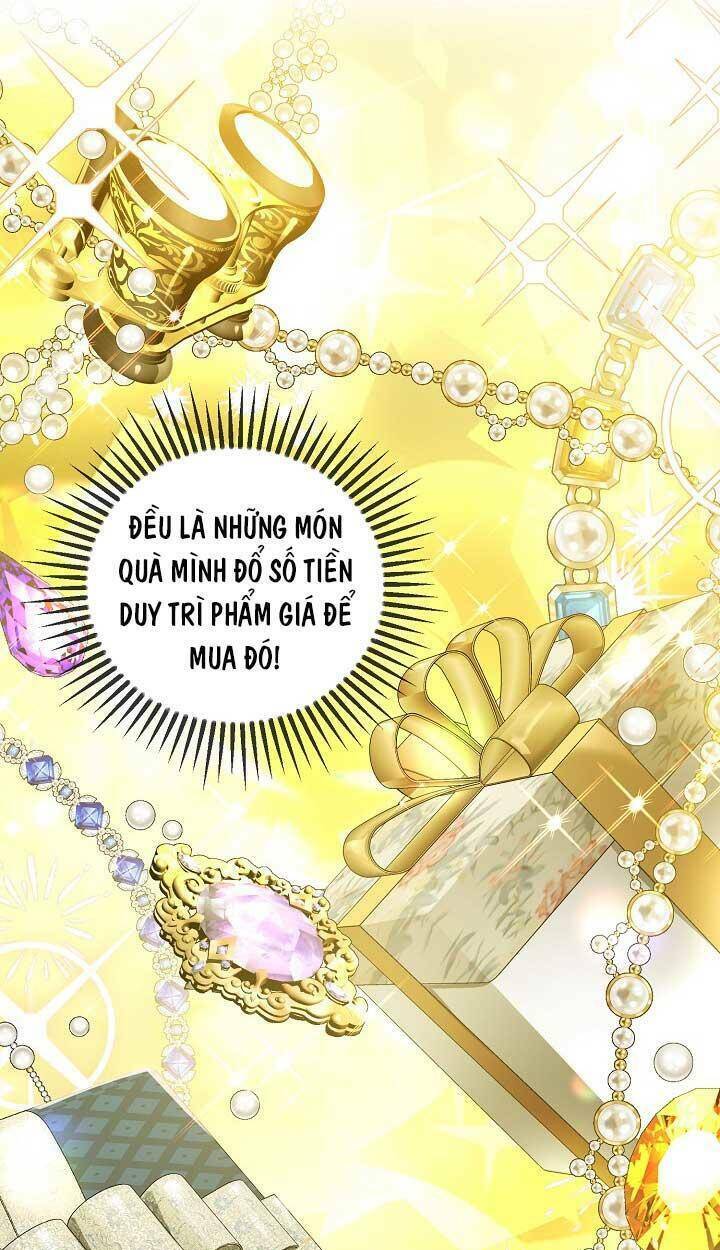 ĐỀU LÀ NHỮNG MÓN
QUÀ MÌNH ĐỔ SỐ TIỀN
DUY TRÌ PHẨM GIÁ ĐỂ
MUA ĐÓ!